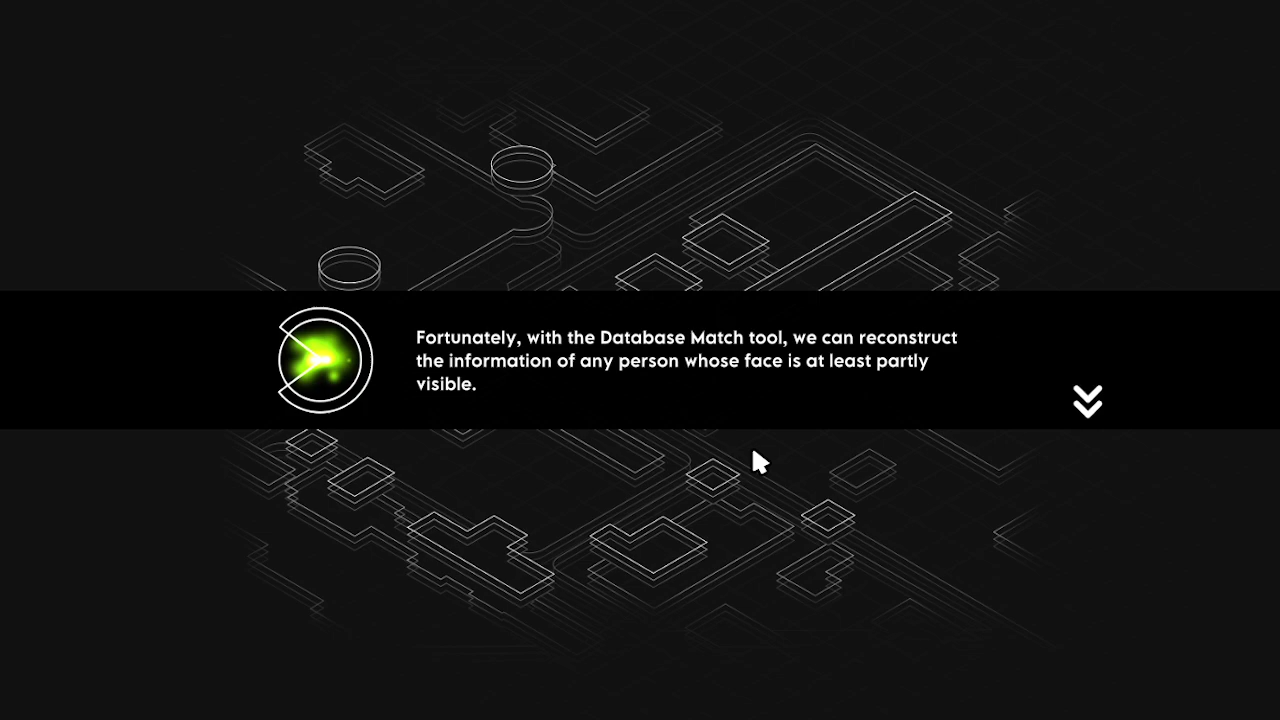 Fortunately, with the Database Match tool, we can reconstruct
the information of any person whose face is at least partly
visible.